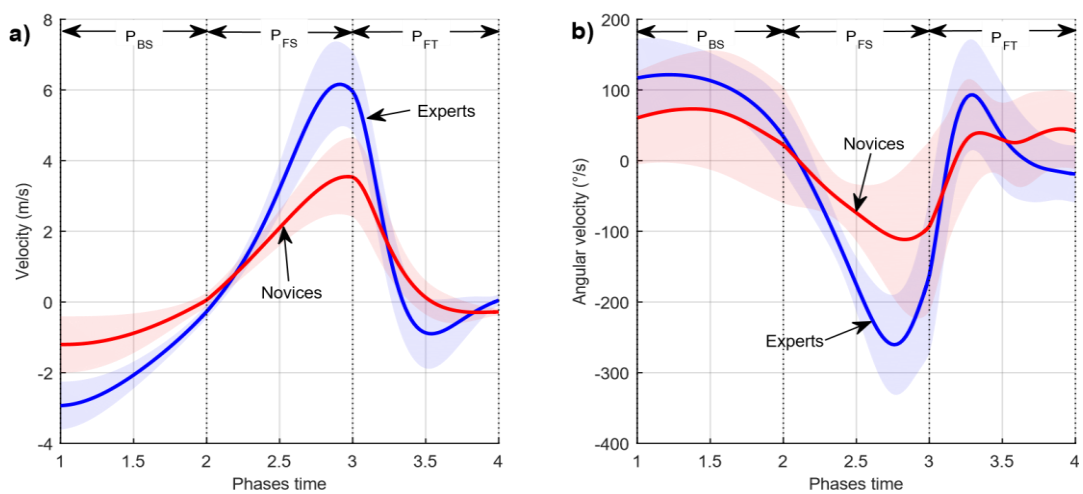 a)
P_BS
P_FS
P_FT
8
6
4
2
0
-2
-4
Velocity (m/s)
Experts
Novices
1
1.5
2
2.5
3
3.5
4
Phases time
b)
P_BS
P_FS
P_FT
200
100
0
-100
-200
-300
-400
Angular velocity (°/s)
Novices
Experts
1
1.5
2
2.5
3
3.5
4
Phases time